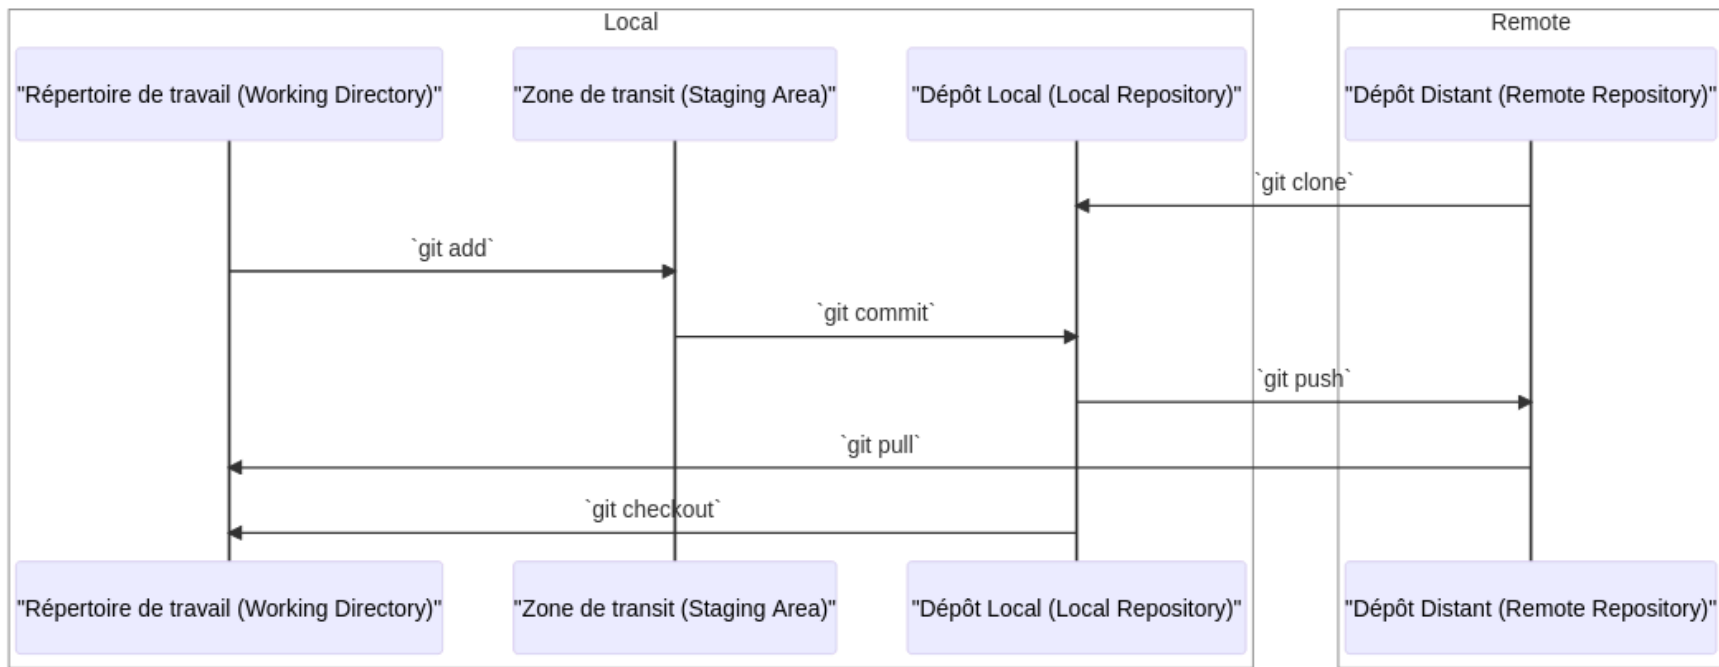 Local
Remote
"Répertoire de travail (Working Directory)"
"Zone de transit (Staging Area)"
"Dépôt Local (Local Repository)"
"Dépôt Distant (Remote Repository)"
`git clone`
`git add`
`git commit`
`git push`
`git pull`
`git checkout`
"Répertoire de travail (Working Directory)"
"Zone de transit (Staging Area)"
"Dépôt Local (Local Repository)"
"Dépôt Distant (Remote Repository)"